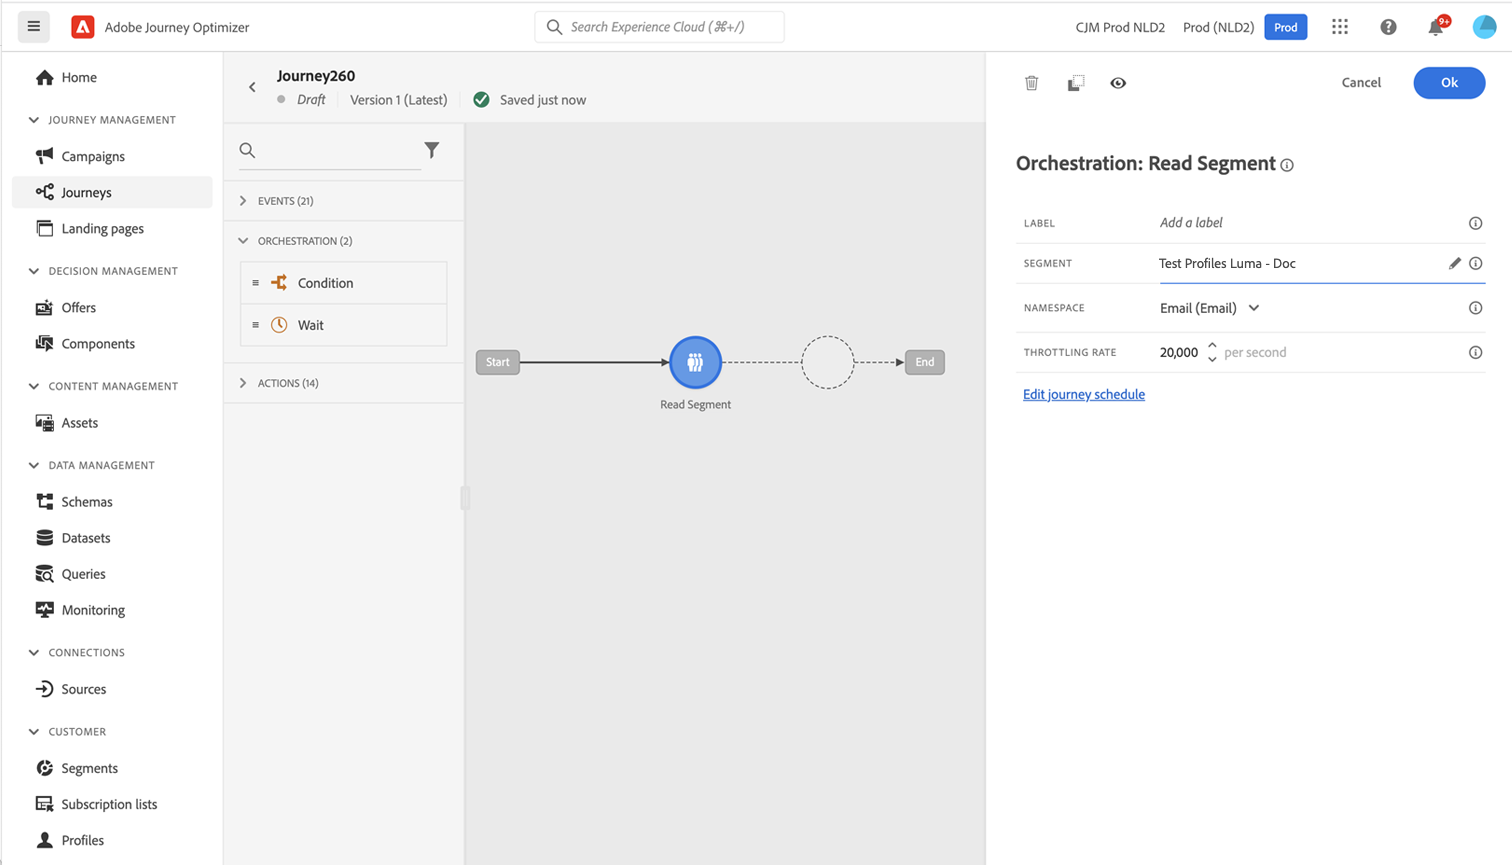 Adobe Journey Optimizer
Search Experience Cloud (⌘+/)
CJM Prod NLD2
Prod (NLD2)
Prod
9+
Home
JOURNEY MANAGEMENT
Campaigns
Journeys
Landing pages
DECISION MANAGEMENT
Offers
Components
CONTENT MANAGEMENT
Assets
DATA MANAGEMENT
Schemas
Datasets
Queries
Monitoring
CONNECTIONS
Sources
CUSTOMER
Segments
Subscription lists
Profiles
Journey260
Draft
Version 1 (Latest)
Saved just now
EVENTS (21)
ORCHESTRATION (2)
Condition
Wait
ACTIONS (14)
Start
Read Segment
End
Cancel
Ok
Orchestration: Read Segment
LABEL Add a label
SEGMENT Test Profiles Luma - Doc
NAMESPACE Email (Email)
THROTTLING RATE 20,000 per second
Edit journey schedule